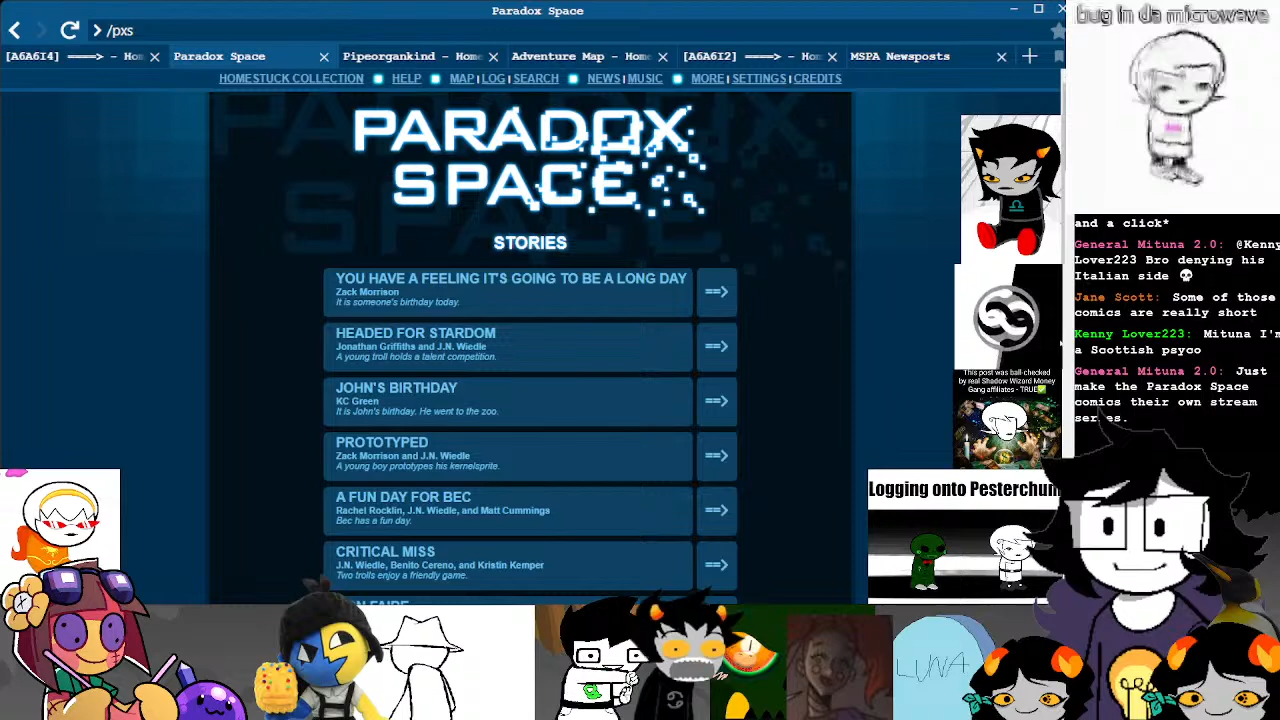 Paradox Space
/pxs
[A6A6I4] ====> - Hom
Paradox Space
Pipeorgankind - Home
Adventure Map - Home
[A6A6I2] ====> - Hom
MSPA Newsposts
HOMESTUCK COLLECTION HELP MAP | LOG | SEARCH NEWS | MUSIC MORE | SETTINGS | CREDITS
PARADOX
SPACE
STORIES
YOU HAVE A FEELING IT'S GOING TO BE A LONG DAY
Zack Morrison
It is someone's birthday today.
HEADED FOR STARDOM
Jonathan Griffiths and J.N. Wiedle
A young troll holds a talent competition.
JOHN'S BIRTHDAY
KC Green
It is John's birthday. He went to the zoo.
PROTOTYPED
Zack Morrison and J.N. Wiedle
A young boy prototypes his kernelsprite.
A FUN DAY FOR BEC
Rachel Rocklin, J.N. Wiedle, and Matt Cummings
Bec has a fun day.
CRITICAL MISS
J.N. Wiedle, Benito Cereno, and Kristin Kemper
Two trolls enjoy a friendly game.
bug in da microwave
and a click*
General Mituna 2.0: @Kenny
Lover223 Bro denying his
Italian side 💀
Jane Scott: Some of those
comics are really short
Kenny Lover223: Mituna I'm
a Scottish psyco
General Mituna 2.0: Just
make the Paradox Space
comics their own stream
series.
This post was ball-checked
by real Shadow Wizard Money
Gang affiliates - TRUE✅
Logging onto Pesterchum
LUNA